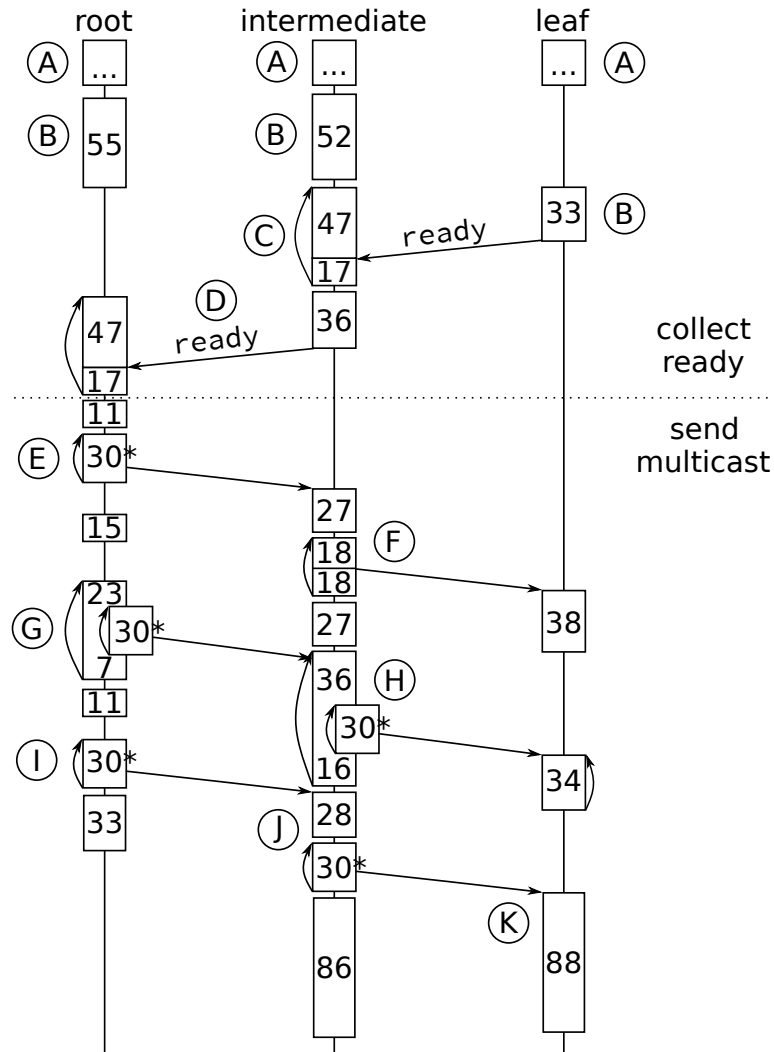 root intermediate leaf
A ... A ... ... A
B 55 B 52
47 33 B
C ready
17
D 36
47 ready collect
ready
17
11
send
multicast
E 30*
27
15 18 F
18
23 38
G 30* 27
7 36 H
11 30*
I 30* 16 34
33 28
J 30*
K
86 88